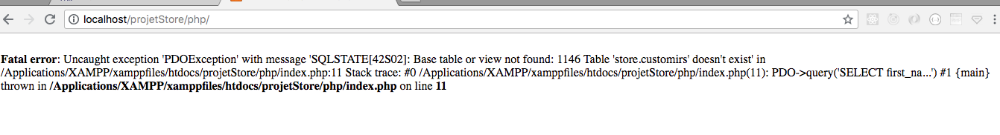 localhost/projetStore/php/
Fatal error: Uncaught exception 'PDOException' with message 'SQLSTATE[42S02]: Base table or view not found: 1146 Table 'store.customirs' doesn't exist' in
/Applications/XAMPP/xamppfiles/htdocs/projetStore/php/index.php:11 Stack trace: #0 /Applications/XAMPP/xamppfiles/htdocs/projetStore/php/index.php(11): PDO->query('SELECT first_na...') #1 {main}
thrown in /Applications/XAMPP/xamppfiles/htdocs/projetStore/php/index.php on line 11